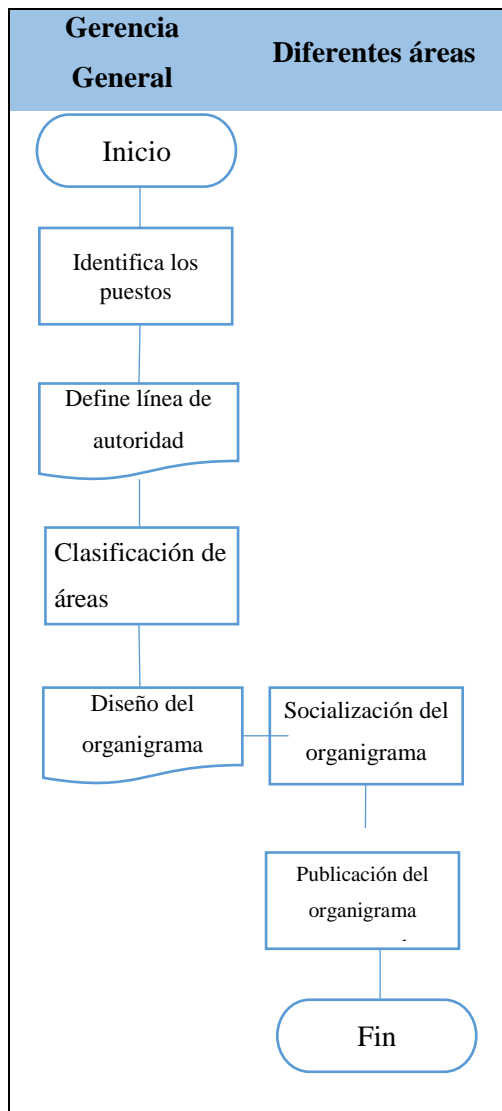 Gerencia
General
Diferentes áreas
Inicio
Identifica los
puestos
Define línea de
autoridad
Clasificación de
áreas
Diseño del
organigrama
Socialización del
organigrama
Publicación del
organigrama
Fin